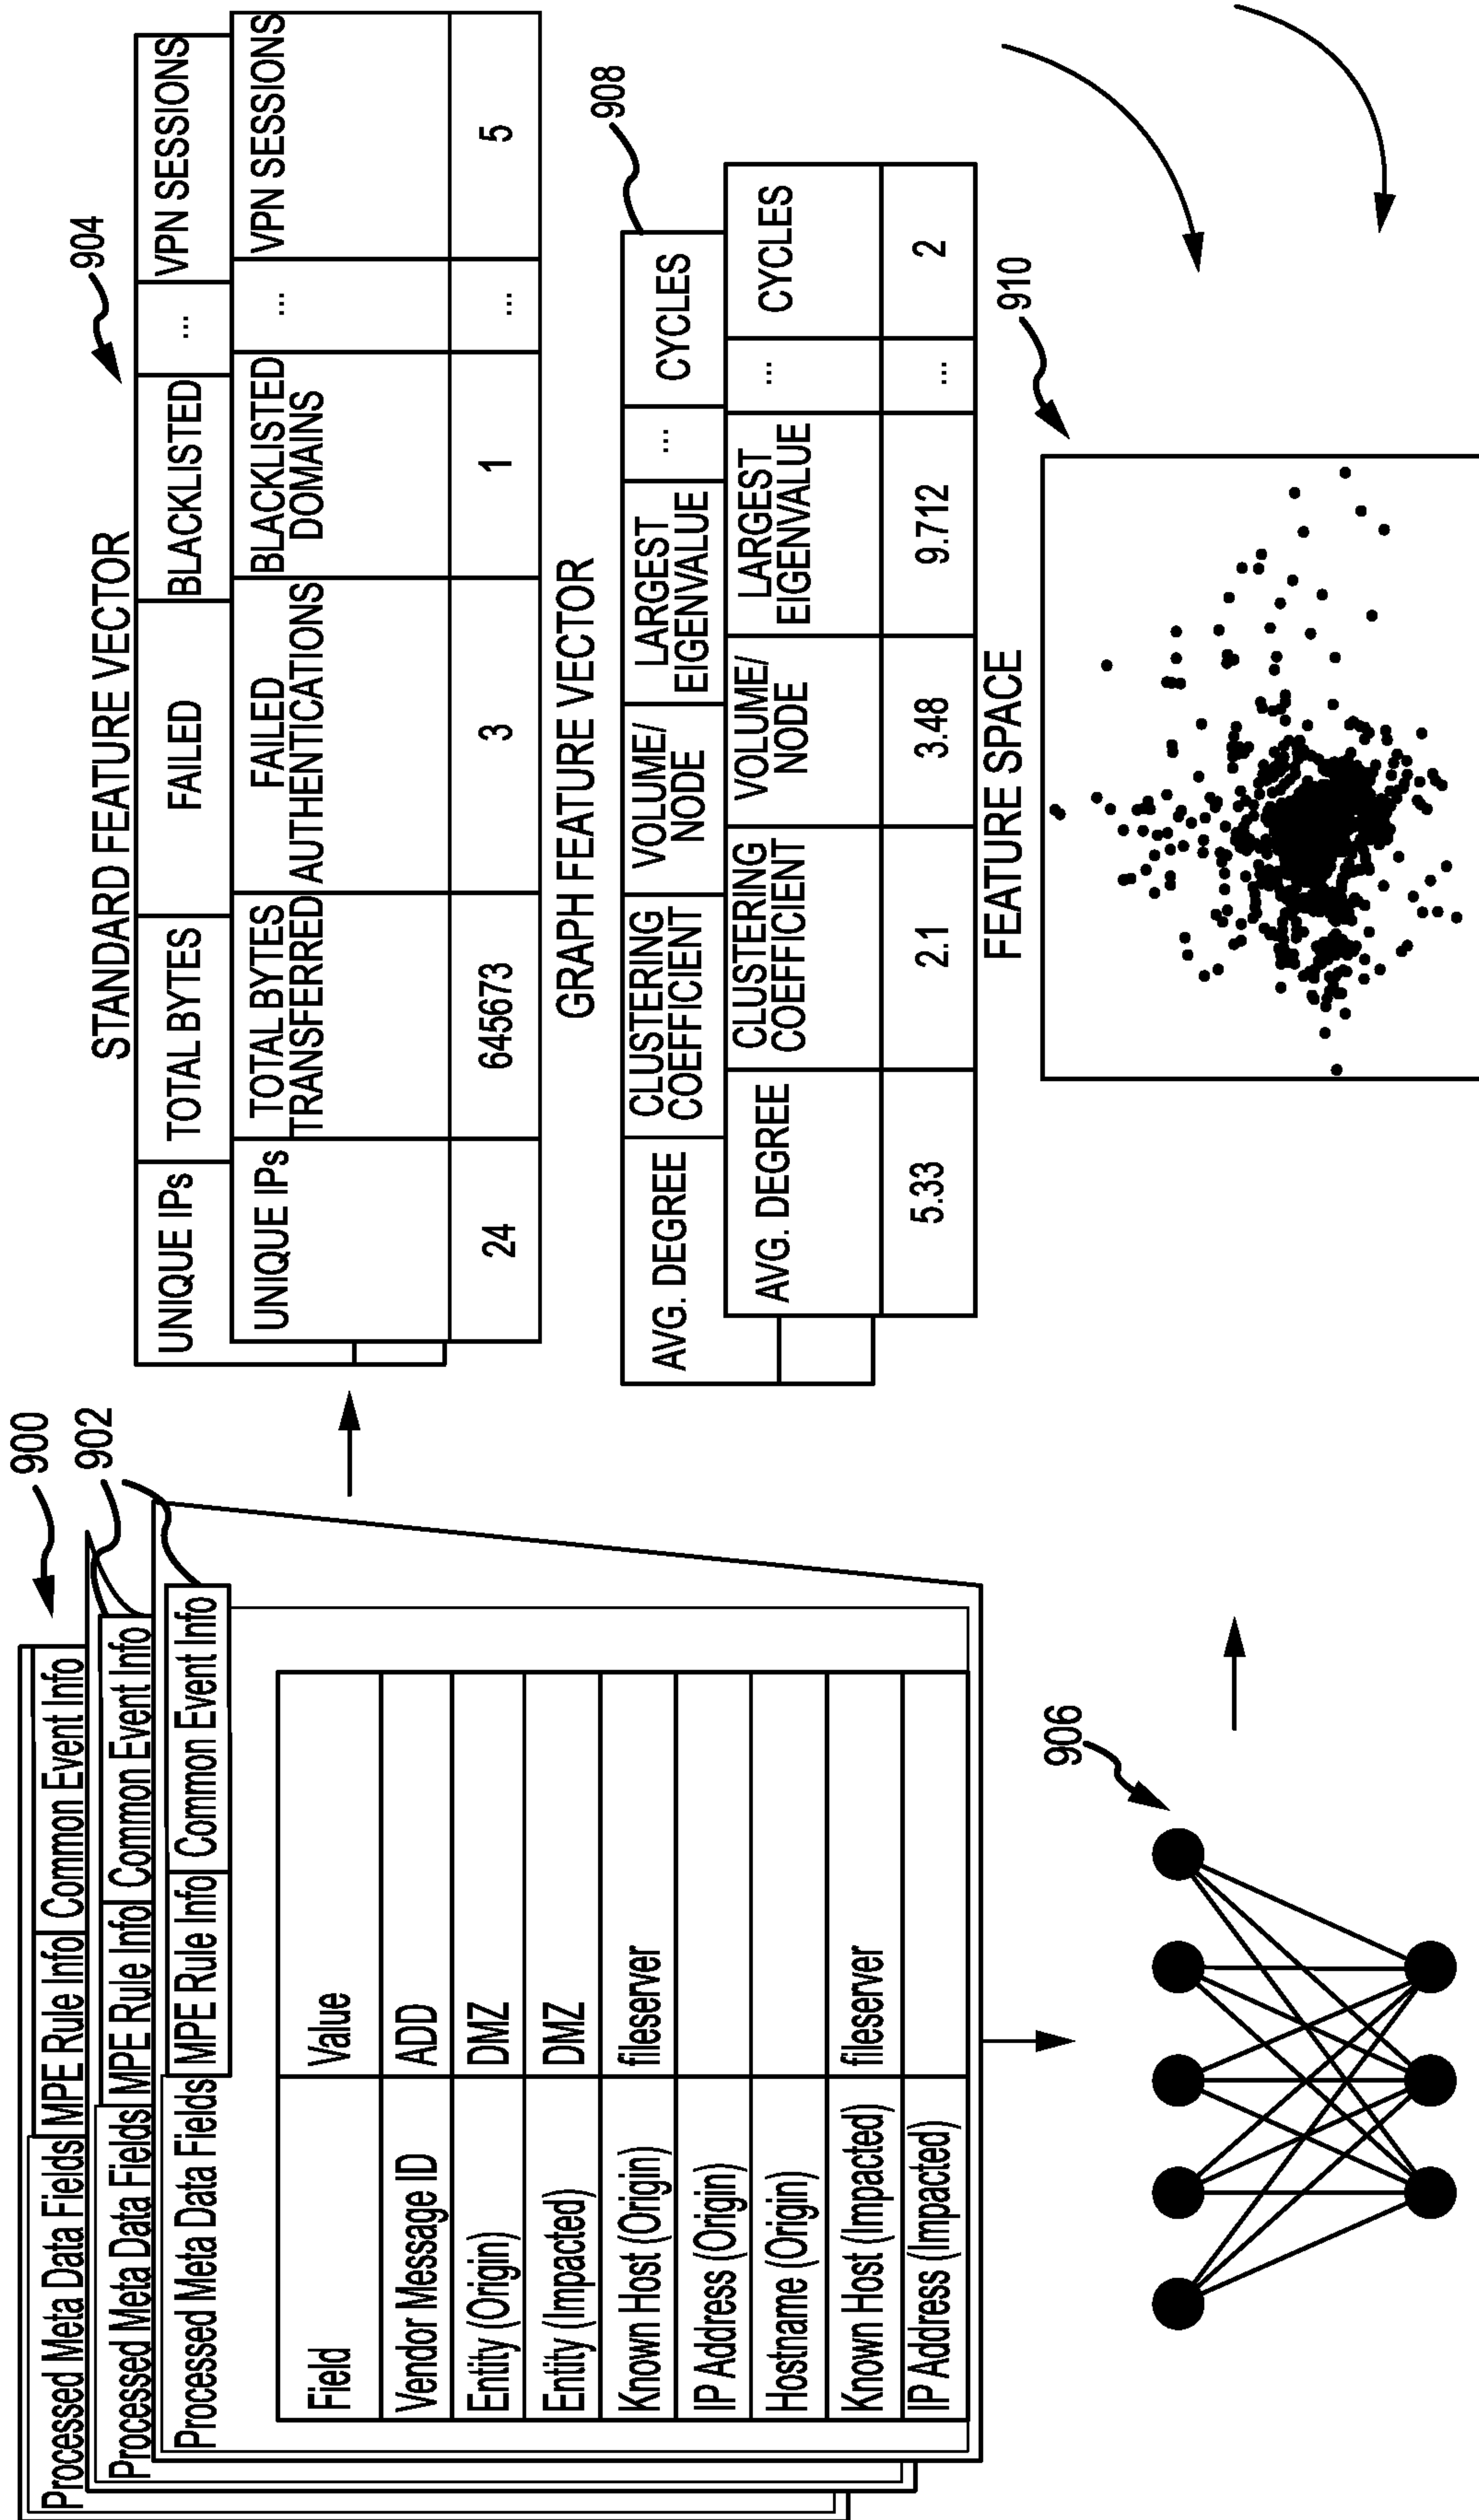 900
902
Processed Meta Data Fields MPE Rule Info Common Event Info
Processed Meta Data Fields MPE Rule Info Common Event Info
Processed Meta Data Fields MPE Rule Info Common Event Info
Field Value
Vendor Message ID ADD
Entity (Origin) DMZ
Entity (Impacted) DMZ
Known Host (Origin) fileserver
IP Address (Origin)
Hostname (Origin)
Known Host (Impacted) fileserver
IP Address (Impacted)
906
904
STANDARD FEATURE VECTOR
UNIQUE IPs TOTAL BYTES FAILED BLACKLISTED ... VPN SESSIONS
UNIQUE IPs TOTAL BYTES FAILED BLACKLISTED ... VPN SESSIONS
TRANSFERRED AUTHENTICATIONS DOMAINS
24 645673 3 1 ... 5
908
GRAPH FEATURE VECTOR
AVG. DEGREE CLUSTERING VOLUME/ LARGEST ... CYCLES
COEFFICIENT NODE EIGENVALUE
AVG. DEGREE CLUSTERING VOLUME/ LARGEST ... CYCLES
COEFFICIENT NODE EIGENVALUE
5.33 2.1 3.48 9.712 ... 2
910
FEATURE SPACE